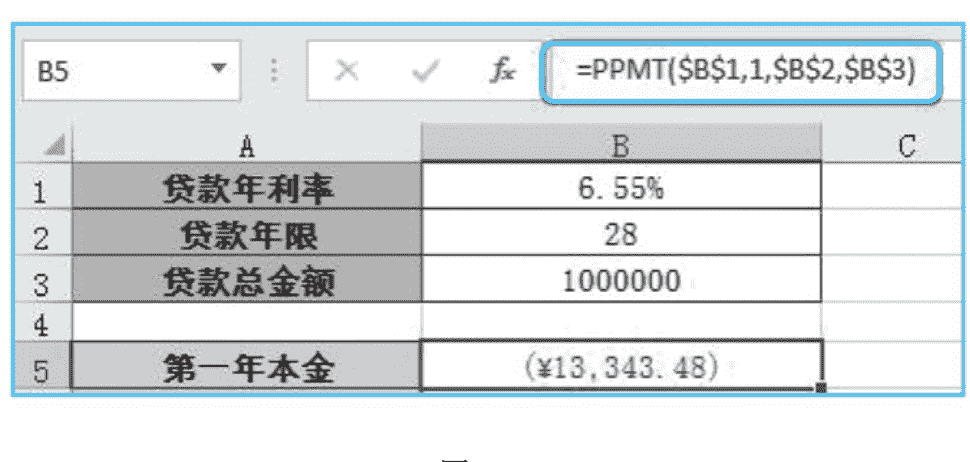 B5 fx =PPMT($B$1,1,$B$2,$B$3)
A B C
1 贷款年利率 6.55%
2 贷款年限 28
3 贷款总金额 1000000
4
5 第一年本金 (¥13,343.48)